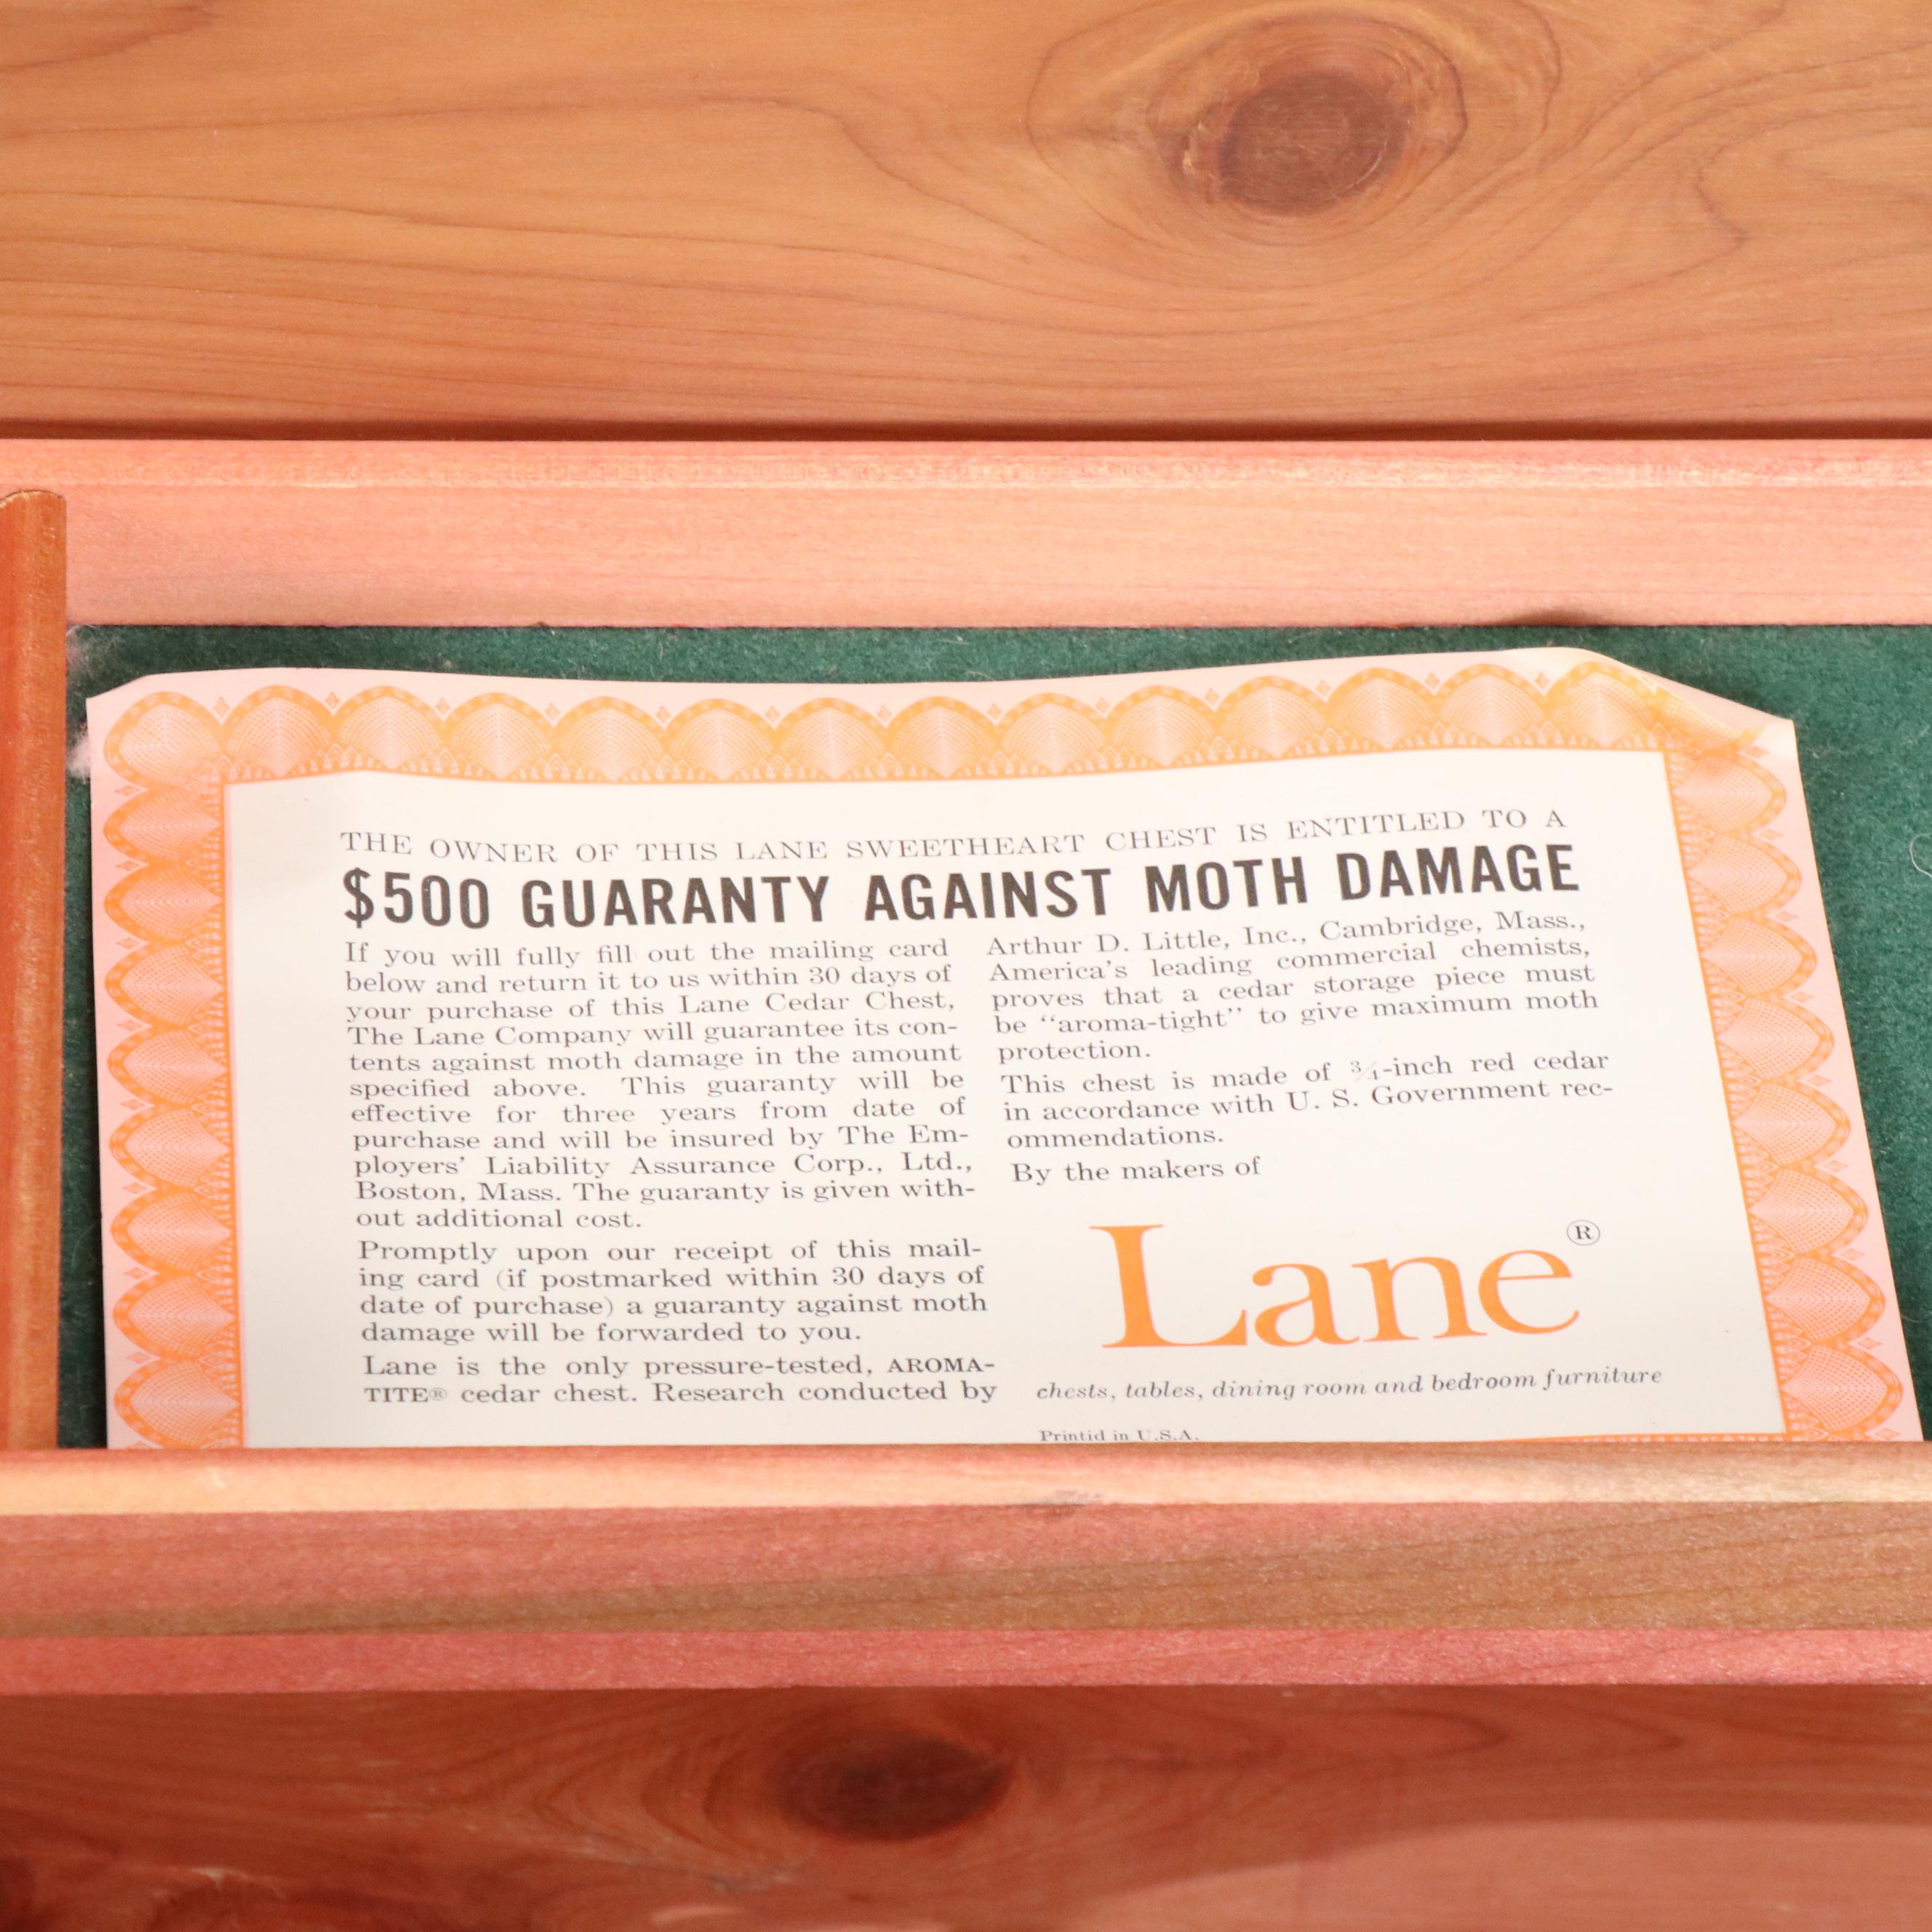 THE OWNER OF THIS LANE SWEETHEART CHEST IS ENTITLED TO A
$500 GUARANTY AGAINST MOTH DAMAGE
If you will fully fill out the mailing card
below and return it to us within 30 days of
your purchase of this Lane Cedar Chest,
The Lane Company will guarantee its con-
tents against moth damage in the amount
specified above. This guaranty will be
effective for three years from date of
purchase and will be insured by The Em-
ployers' Liability Assurance Corp., Ltd.,
Boston, Mass. The guaranty is given with-
out additional cost.
Promptly upon our receipt of this mail-
ing card (if postmarked within 30 days of
date of purchase) a guaranty against moth
damage will be forwarded to you.
Lane is the only pressure-tested, AROMA-
TITE® cedar chest. Research conducted by
Arthur D. Little, Inc., Cambridge, Mass.,
America's leading commercial chemists,
proves that a cedar storage piece must
be "aroma-tight" to give maximum moth
protection.
This chest is made of ¾-inch red cedar
in accordance with U. S. Government rec-
ommendations.
By the makers of
Lane®
chests, tables, dining room and bedroom furniture
Printid in U.S.A.